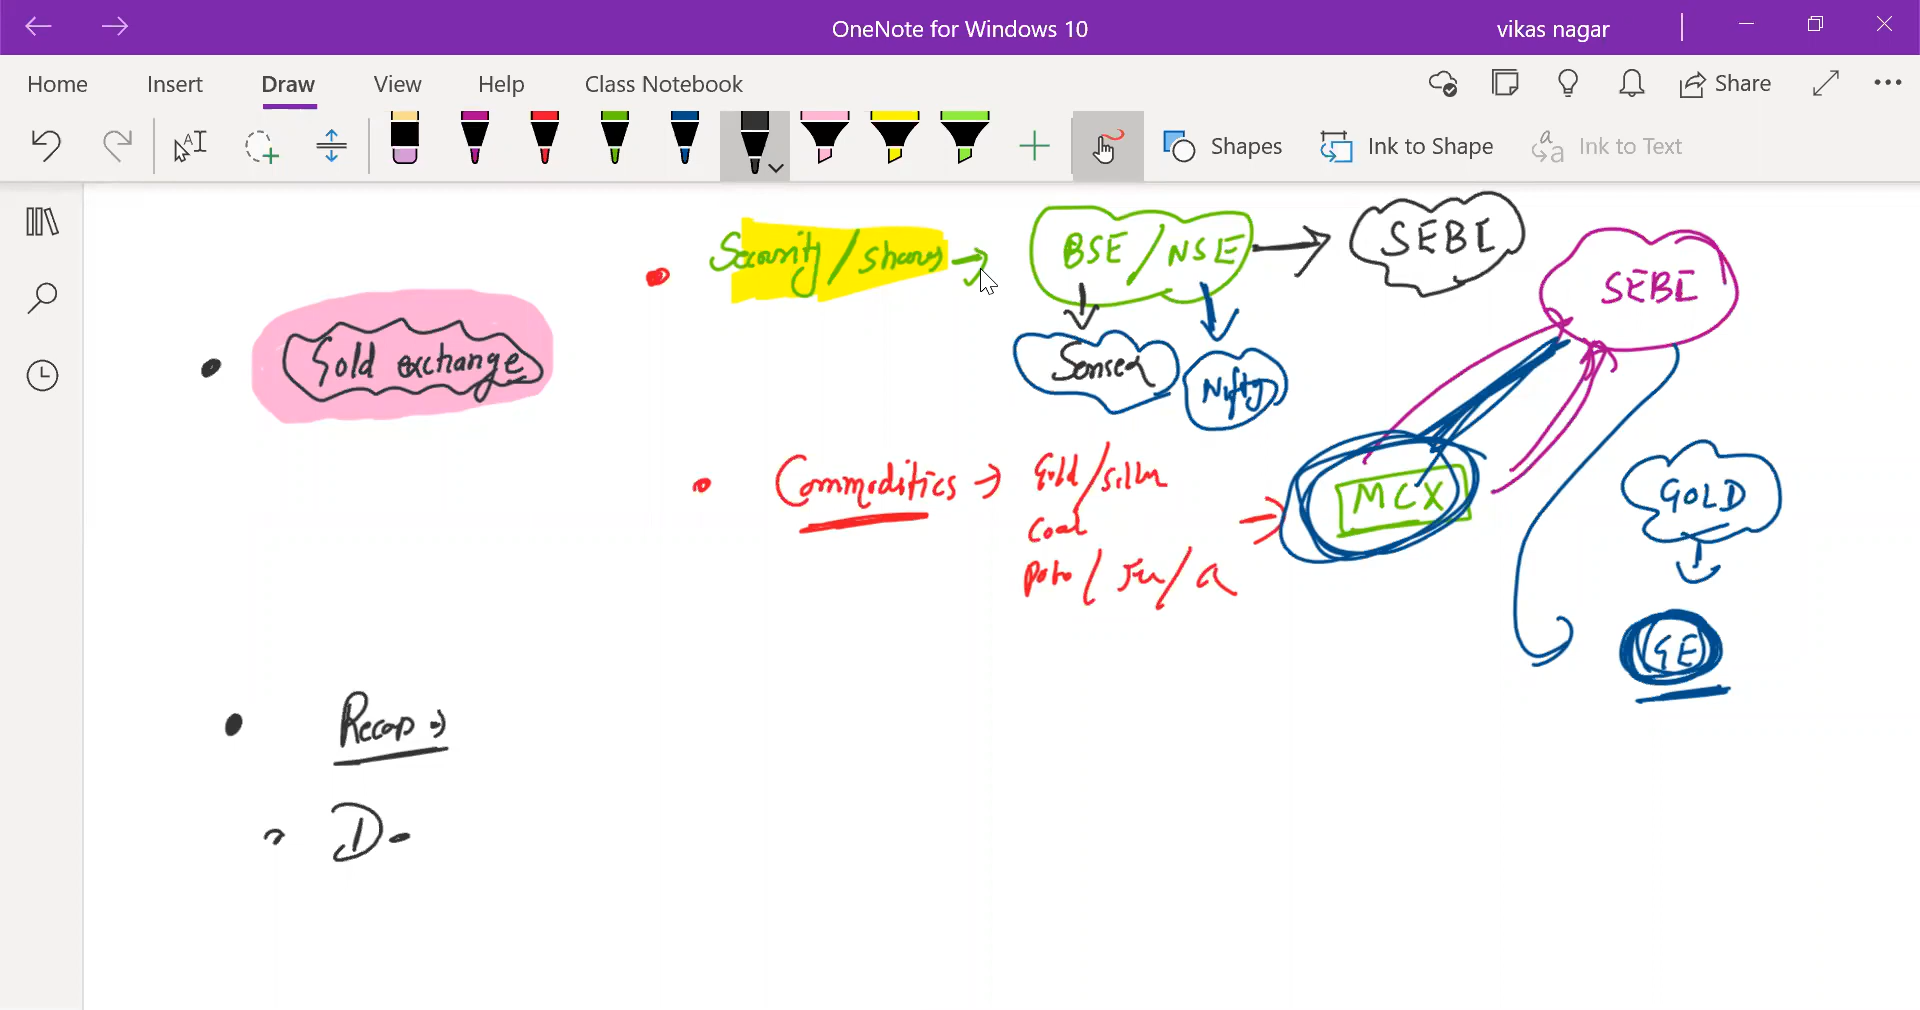 OneNote for Windows 10
vikas nagar
Home Insert Draw View Help Class Notebook Share
Shapes Ink to Shape Ink to Text
Security / Shares → BSE / NSE → SEBI
SEBI
Gold exchange
Sensex Nifty
Commodities → Gold / Silver
Coal
MCX
GOLD
GE
Recap →
D